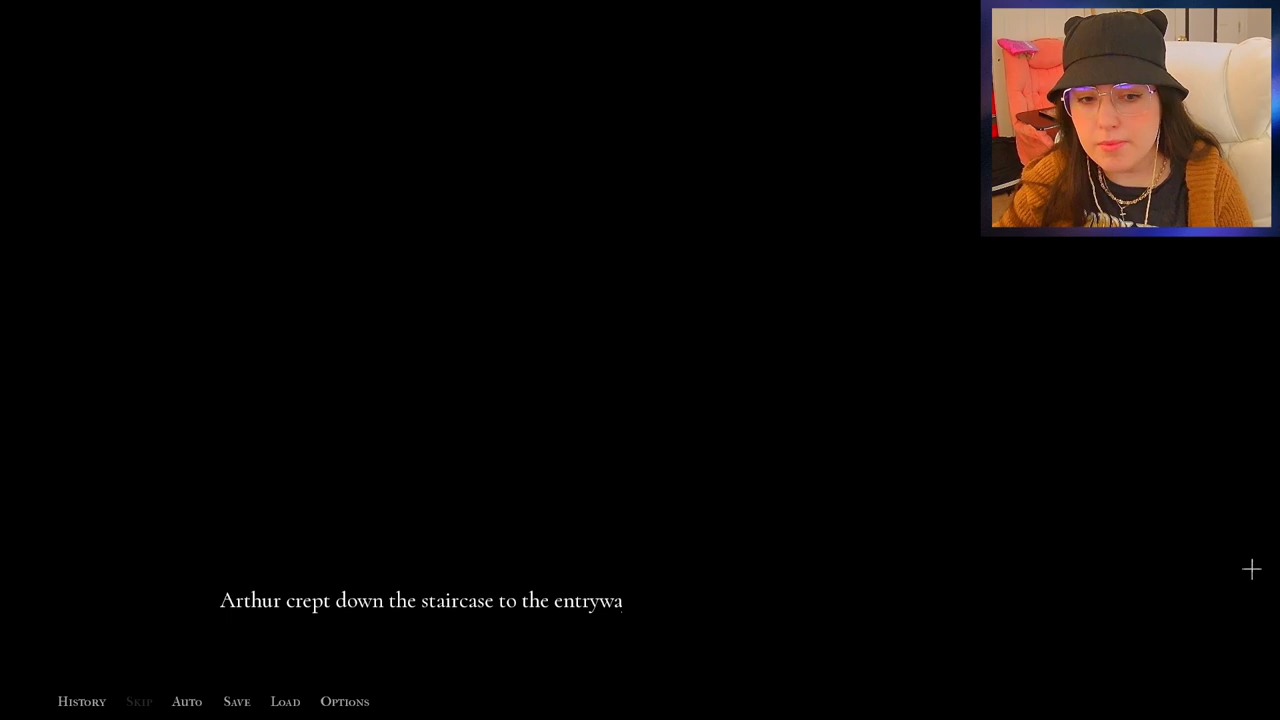 Arthur crept down the staircase to the entrywa
History Skip Auto Save Load Options